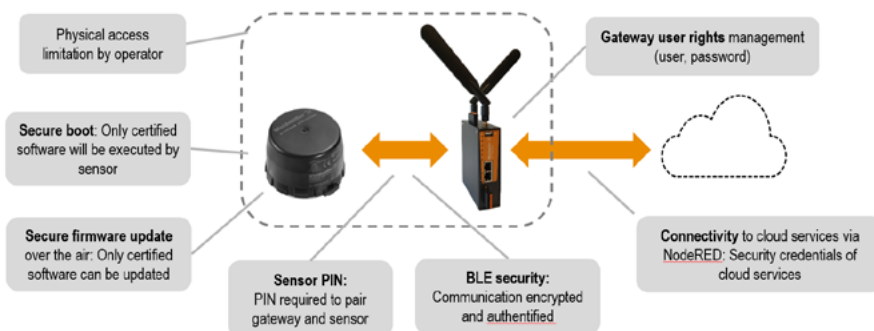 Physical access
limitation by operator
Gateway user rights management
(user, password)
Secure boot: Only certified
software will be executed by
sensor
Secure firmware update
over the air: Only certified
software can be updated
Sensor PIN:
PIN required to pair
gateway and sensor
BLE security:
Communication encrypted
and authentified
Connectivity to cloud services via
NodeRED: Security credentials of
cloud services